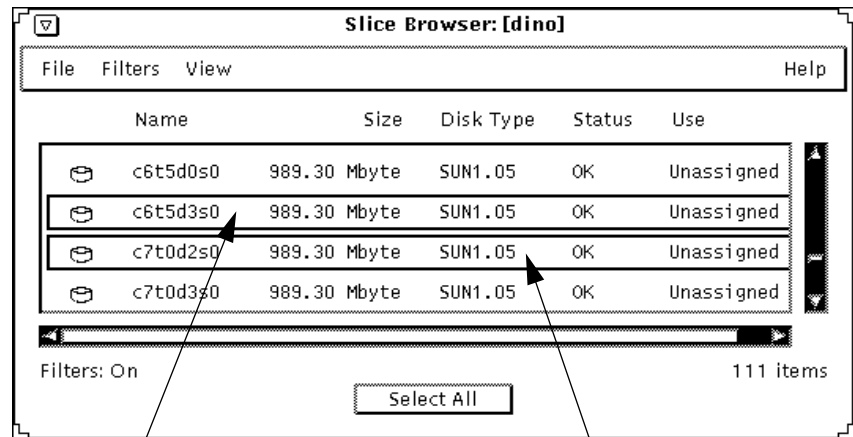 Slice Browser: [dino]
File Filters View Help
Name Size Disk Type Status Use
c6t5d0s0 989.30 Mbyte SUN1.05 OK Unassigned
c6t5d3s0 989.30 Mbyte SUN1.05 OK Unassigned
c7t0d2s0 989.30 Mbyte SUN1.05 OK Unassigned
c7t0d3s0 989.30 Mbyte SUN1.05 OK Unassigned
Filters: On 111 items
Select All